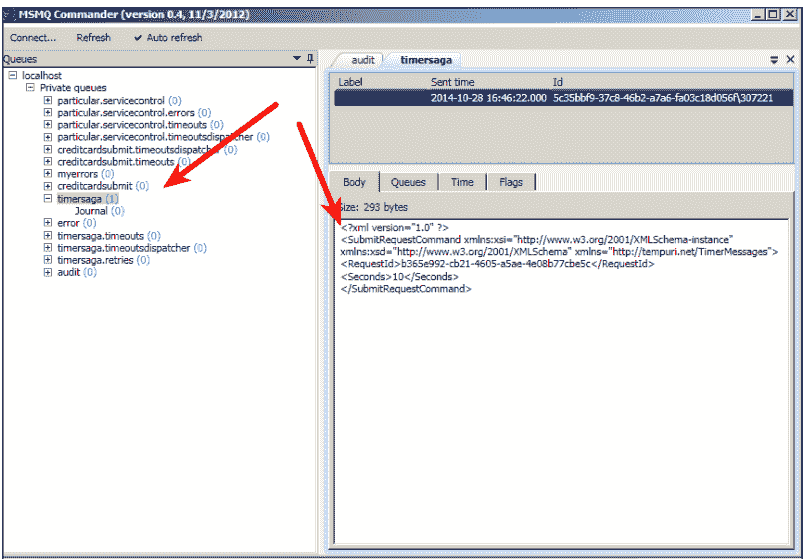 MSMQ Commander (version 0.4, 11/3/2012)
Connect... Refresh ✔ Auto refresh
Queues
localhost
Private queues
particular.servicecontrol (0)
particular.servicecontrol.errors (0)
particular.servicecontrol.timeouts (0)
particular.servicecontrol.timeoutsdispatcher (0)
creditcardsubmit.timeoutsdispatcher (0)
creditcardsubmit.timeouts (0)
myerrors (0)
creditcardsubmit (0)
timersaga (1)
Journal (0)
error (0)
timersaga.timeouts (0)
timersaga.timeoutsdispatcher (0)
timersaga.retries (0)
audit (0)
audit timersaga
Label Sent time Id
2014-10-28 16:46:22.000 5c35bbf9-37c8-46b2-a7a6-fa03c18d056f\307221
Body Queues Time Flags
Size: 293 bytes
<?xml version="1.0" ?>
<SubmitRequestCommand xmlns:xsi="http://www.w3.org/2001/XMLSchema-instance"
xmlns:xsd="http://www.w3.org/2001/XMLSchema" xmlns="http://tempuri.net/TimerMessages">
<RequestId>b365e992-cb21-4605-a5ae-4e08b77cbe5c</RequestId>
<Seconds>10</Seconds>
</SubmitRequestCommand>